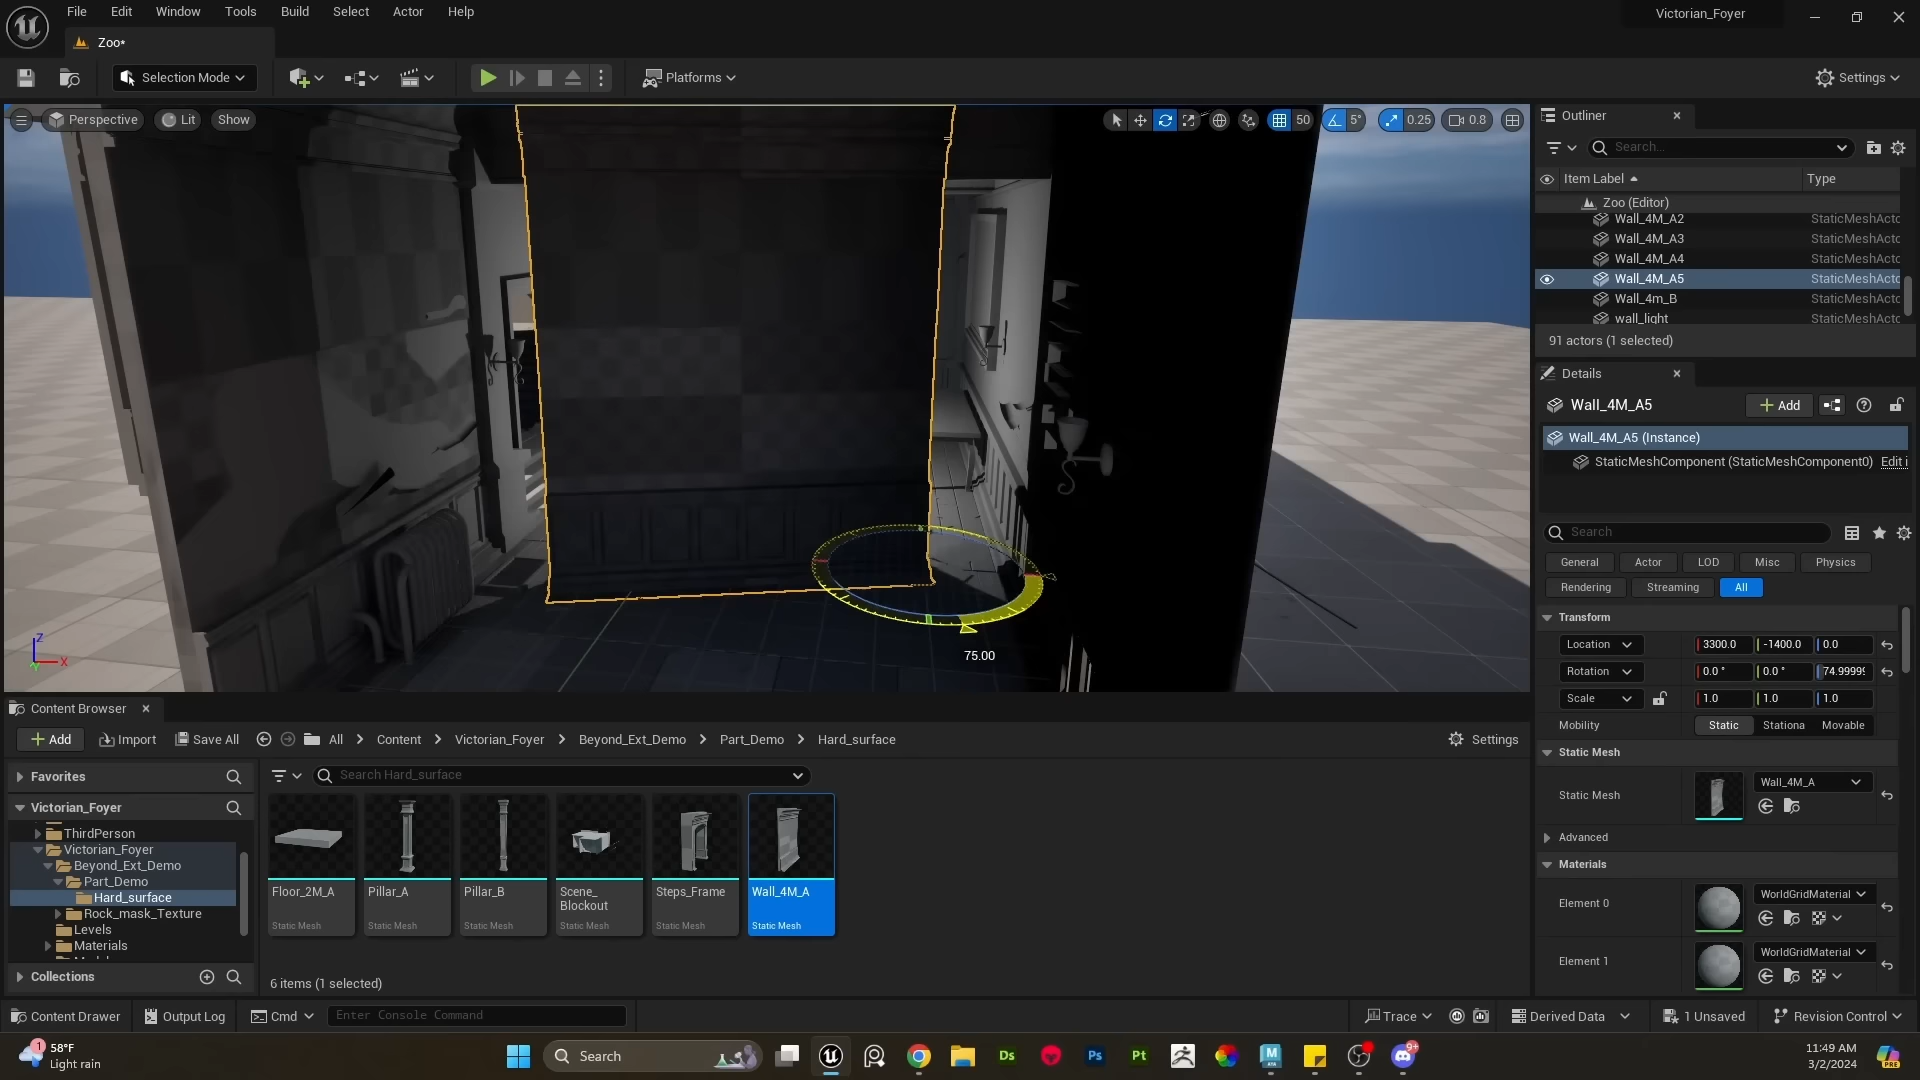 File Edit Window Tools Build Select Actor Help
Victorian_Foyer
Zoo*
Selection Mode
Platforms
Settings
Perspective Lit Show
50 5° 0.25 0.8
75.00
Z
X
Y
Outliner
Search...
Item Label Type
Zoo (Editor)
Wall_4M_A2 StaticMeshActo
Wall_4M_A3 StaticMeshActo
Wall_4M_A4 StaticMeshActo
Wall_4M_A5 StaticMeshActo
Wall_4m_B StaticMeshActo
wall_light StaticMeshActo
91 actors (1 selected)
Details
Wall_4M_A5
Add
Wall_4M_A5 (Instance)
StaticMeshComponent (StaticMeshComponent0) Edit i
Search
General Actor LOD Misc Physics
Rendering Streaming All
Transform
Location 3300.0 -1400.0 0.0
Rotation 0.0 ° 0.0 ° 74.99999
Scale 1.0 1.0 1.0
Mobility Static Stationa Movable
Static Mesh
Static Mesh Wall_4M_A
Advanced
Materials
Element 0 WorldGridMaterial
Element 1 WorldGridMaterial
Content Browser
Add Import Save All All Content Victorian_Foyer Beyond_Ext_Demo Part_Demo Hard_surface
Settings
Favorites
Victorian_Foyer
ThirdPerson
Victorian_Foyer
Beyond_Ext_Demo
Part_Demo
Hard_surface
Rock_mask_Texture
Levels
Materials
Collections
Search Hard_surface
Floor_2M_A
Static Mesh
Pillar_A
Static Mesh
Pillar_B
Static Mesh
Scene_
Blockout
Static Mesh
Steps_Frame
Static Mesh
Wall_4M_A
Static Mesh
6 items (1 selected)
Content Drawer Output Log Cmd Enter Console Command
Trace Derived Data 1 Unsaved Revision Control
1
58°F
Light rain
Search
Ds
Ps
Pt
M
9+
11:49 AM
3/2/2024
PRE